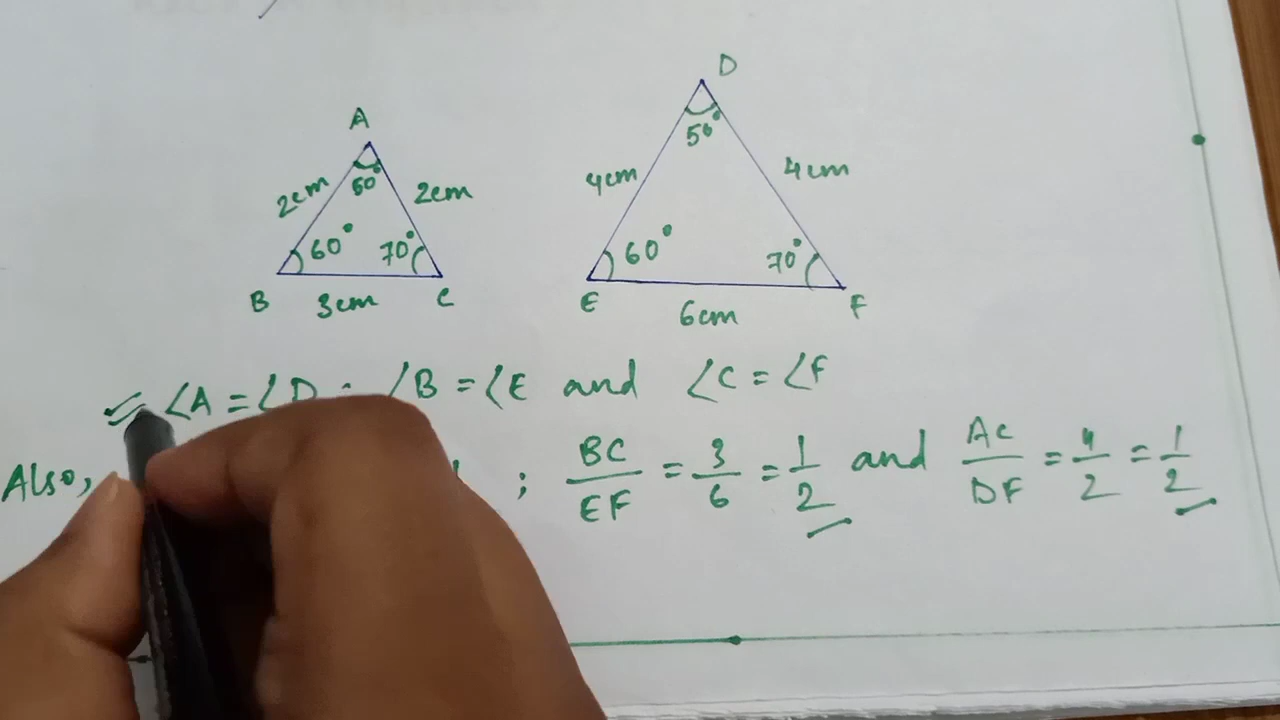 A
D
50°
50°
2cm
2cm
4cm
4cm
60°
70°
60°
70°
B
3cm
C
E
6cm
F
∠A = ∠D ; ∠B = ∠E and ∠C = ∠F
Also, ; BC/EF = 3/6 = 1/2 and AC/DF = 4/2 = 1/2